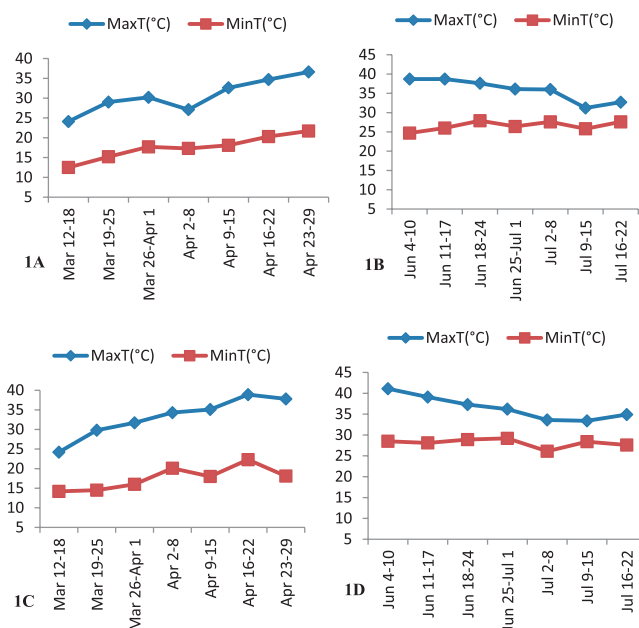 MaxT(°C) MinT(°C)
40
35
30
25
20
15
10
5
Mar 12-18
Mar 19-25
Mar 26-Apr 1
Apr 2-8
Apr 9-15
Apr 16-22
Apr 23-29
1A
MaxT(°C) MinT(°C)
45
40
35
30
25
20
15
10
5
Jun 4-10
Jun 11-17
Jun 18-24
Jun 25-Jul 1
Jul 2-8
Jul 9-15
Jul 16-22
1B
MaxT(°C) MinT(°C)
40
35
30
25
20
15
10
5
Mar 12-18
Mar 19-25
Mar 26-Apr 1
Apr 2-8
Apr 9-15
Apr 16-22
Apr 23-29
1C
MaxT(°C) MinT(°C)
45
40
35
30
25
20
15
10
5
Jun 4-10
Jun 11-17
Jun 18-24
Jun 25-Jul 1
Jul 2-8
Jul 9-15
Jul 16-22
1D